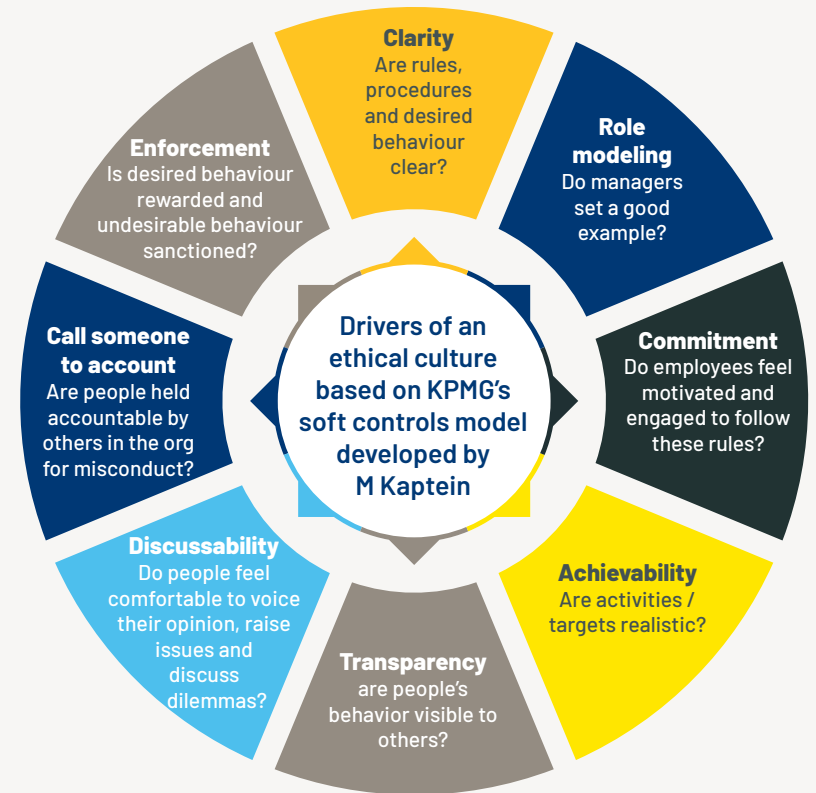 Clarity
Are rules,
procedures
and desired
behaviour
clear?
Role
modeling
Do managers
set a good
example?
Commitment
Do employees feel
motivated and
engaged to follow
these rules?
Achievability
Are activities /
targets realistic?
Transparency
are people's
behavior visible to
others?
Discussability
Do people feel
comfortable to voice
their opinion, raise
issues and
discuss
dilemmas?
Call someone
to account
Are people held
accountable by
others in the org
for misconduct?
Enforcement
Is desired behaviour
rewarded and
undesirable behaviour
sanctioned?
Drivers of an
ethical culture
based on KPMG's
soft controls model
developed by
M Kaptein